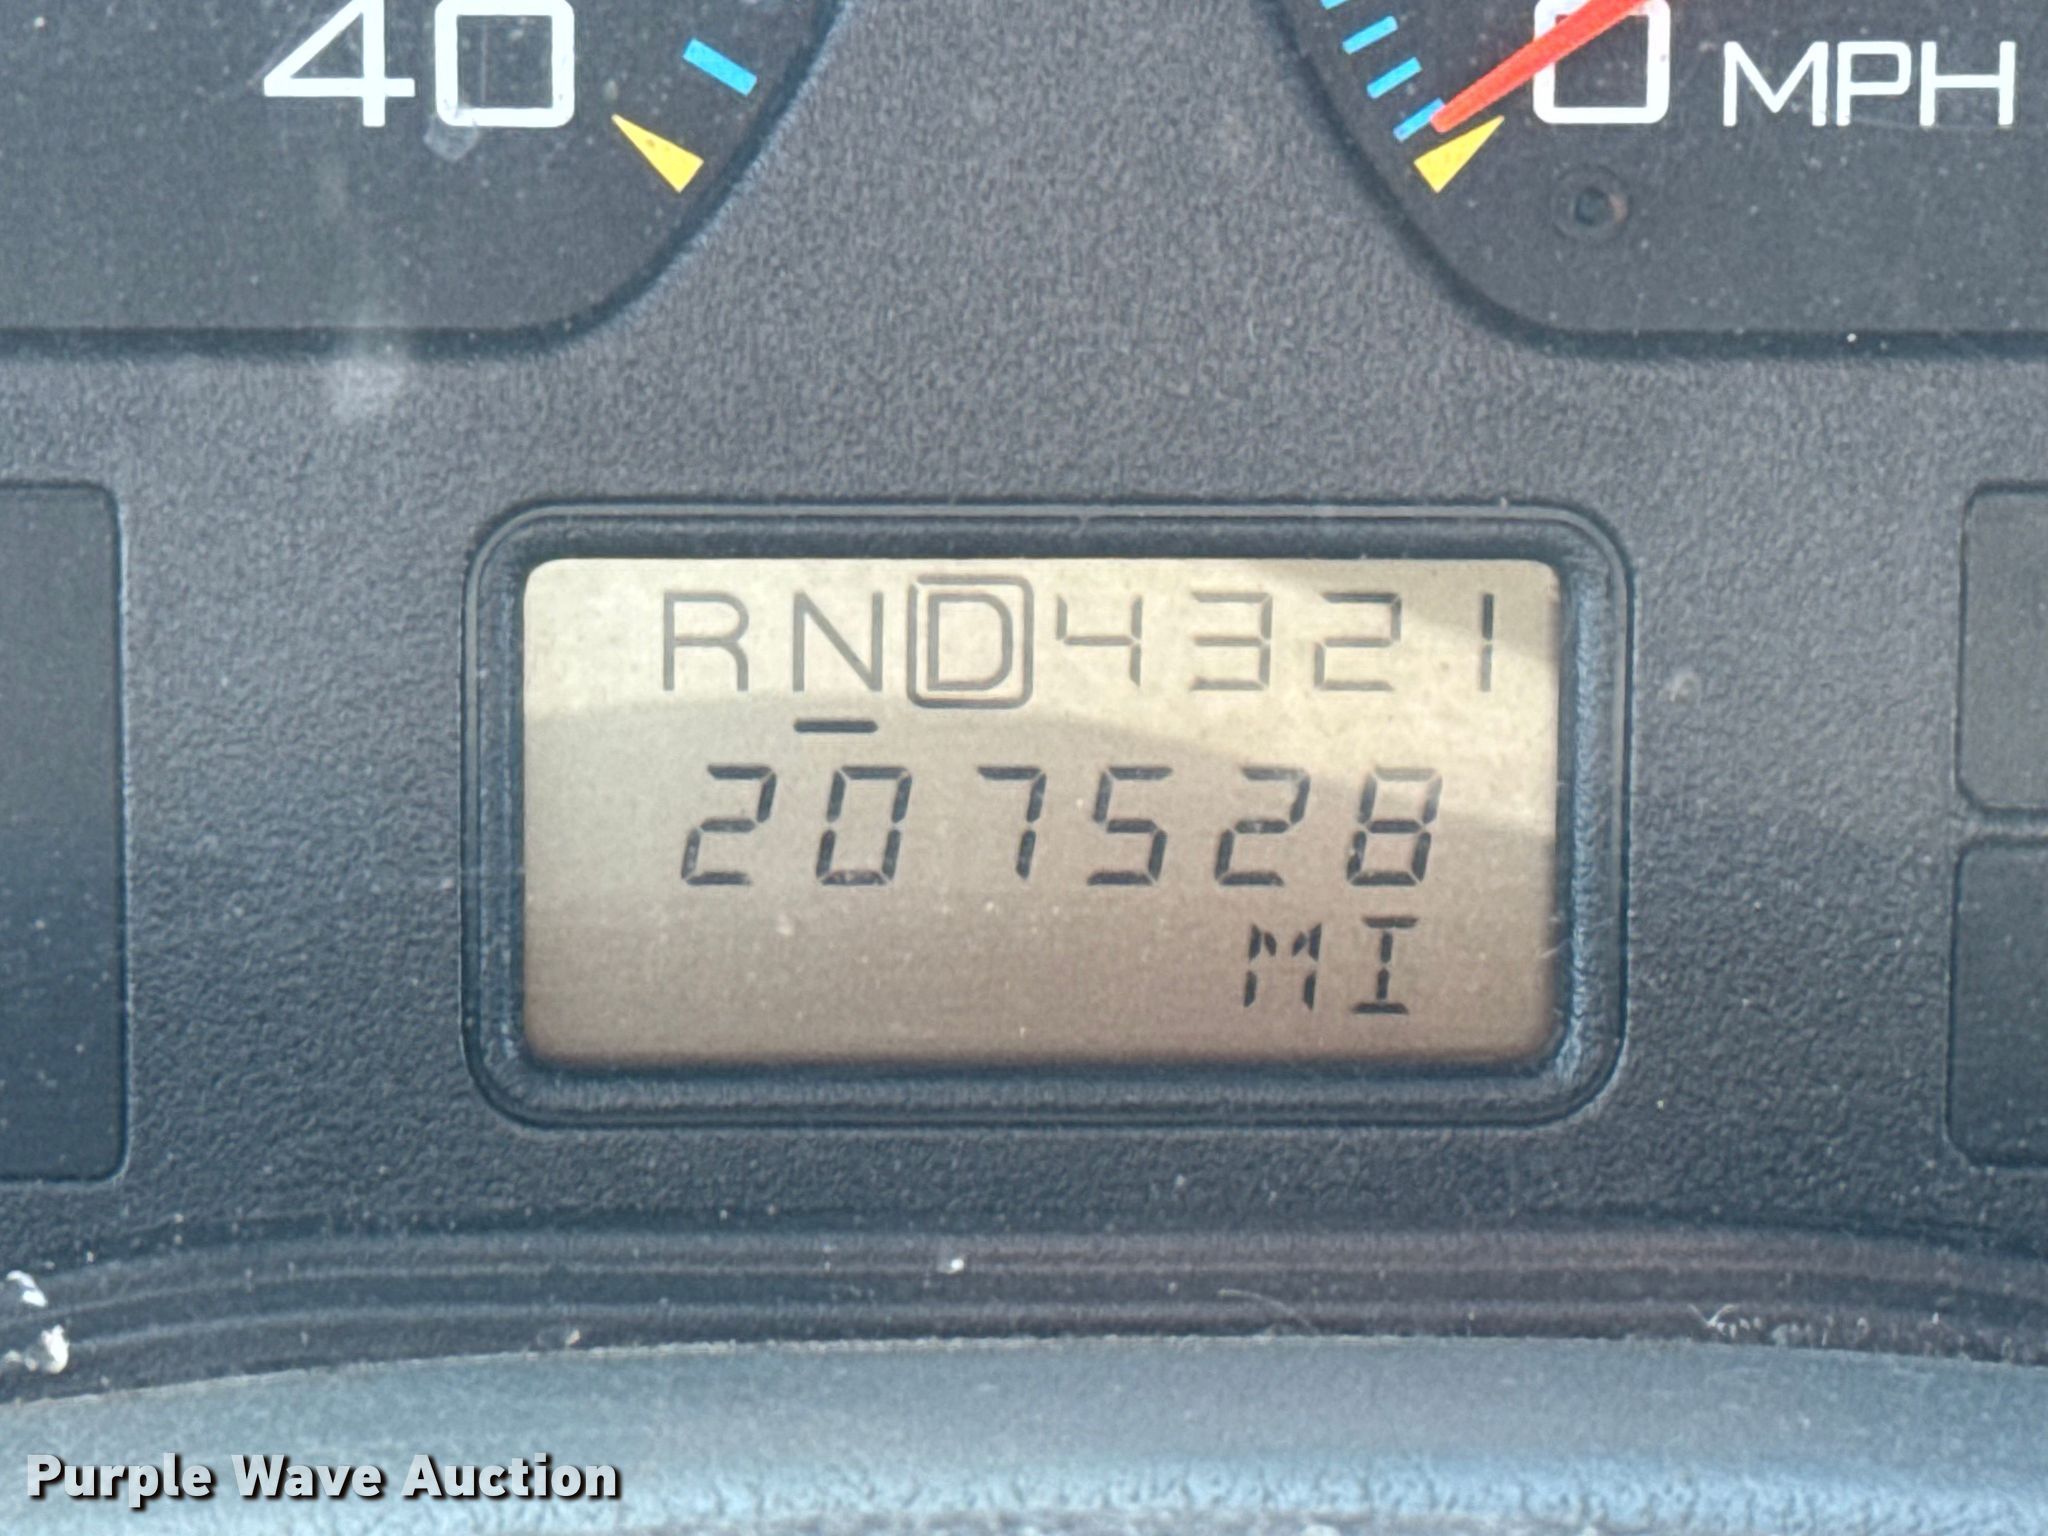 40
0 MPH
RND4321
207528
MI
Purple Wave Auction